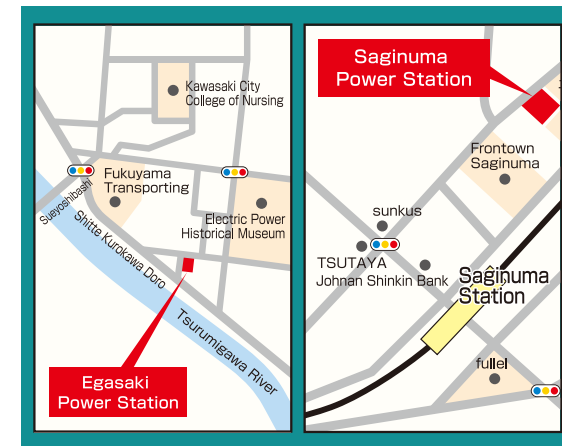 Kawasaki City
College of Nursing
Fukuyama
Transporting
Sueyoshibashi
Electric Power
Historical Museum
Shitte Kurokawa Doro
Tsurumigawa River
Egasaki
Power Station
Saginuma
Power Station
Frontown
Saginuma
sunkus
TSUTAYA
Johnan Shinkin Bank
Saginuma
Station
fullel